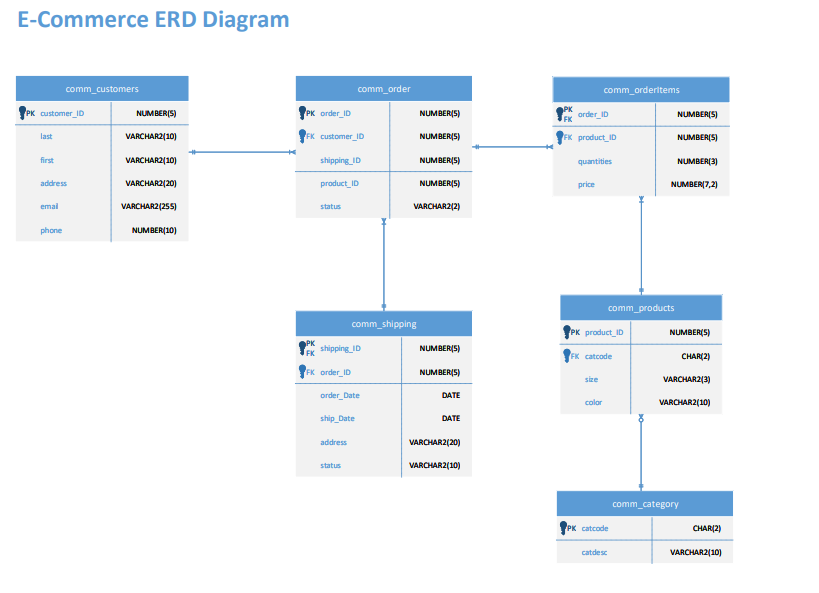 E-Commerce ERD Diagram
comm_customers
PK customer_ID NUMBER(5)
last VARCHAR2(10)
first VARCHAR2(10)
address VARCHAR2(20)
email VARCHAR2(255)
phone NUMBER(10)
comm_order
PK order_ID NUMBER(5)
FK customer_ID NUMBER(5)
shipping_ID NUMBER(5)
product_ID NUMBER(5)
status VARCHAR2(2)
comm_orderItems
PK
FK order_ID NUMBER(5)
FK product_ID NUMBER(5)
quantities NUMBER(3)
price NUMBER(7,2)
comm_shipping
PK
FK shipping_ID NUMBER(5)
FK order_ID NUMBER(5)
order_Date DATE
ship_Date DATE
address VARCHAR2(20)
status VARCHAR2(10)
comm_products
PK product_ID NUMBER(5)
FK catcode CHAR(2)
size VARCHAR2(3)
color VARCHAR2(10)
comm_category
PK catcode CHAR(2)
catdesc VARCHAR2(10)